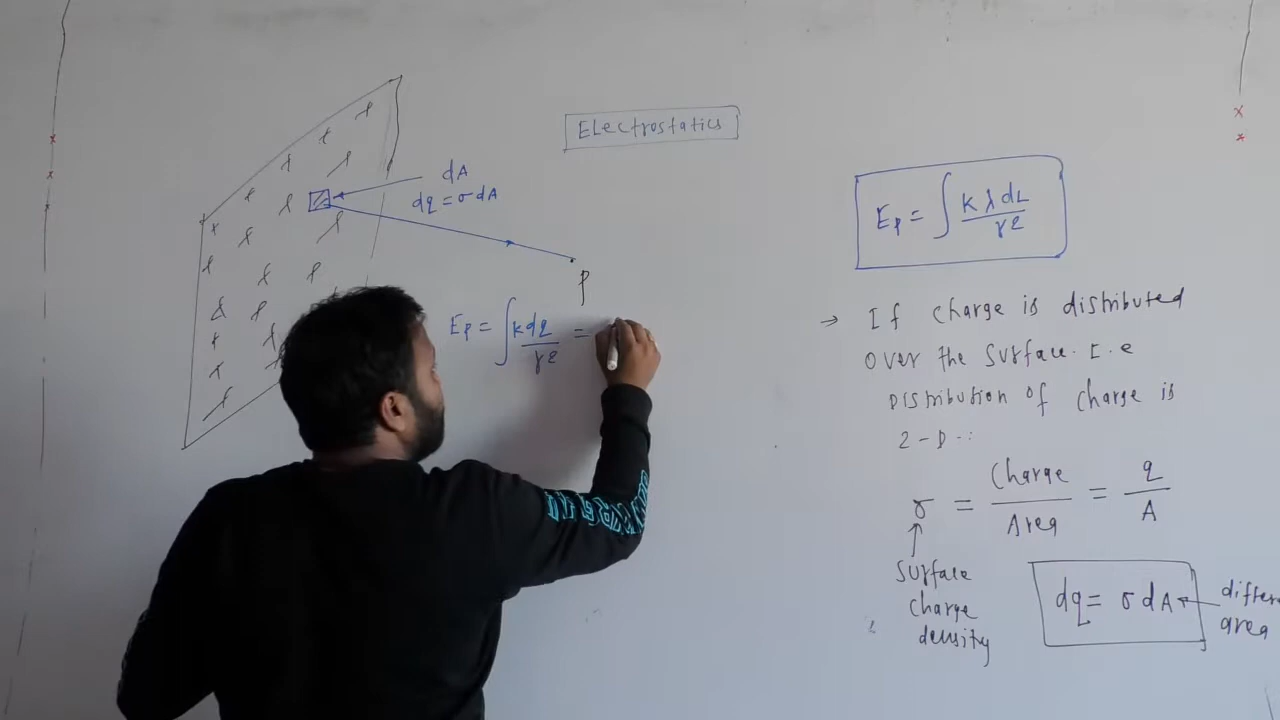 Electrostatics
dA
dq = σ dA
P
Ep = ∫ k dq / r2 =
Ep = ∫ k λ dL / r2
→ If charge is distributed
over the surface. I.e
Distribution of charge is
2-D..
σ = Charge / Area = q / A
Surface
charge
density
dq = σ dA
area